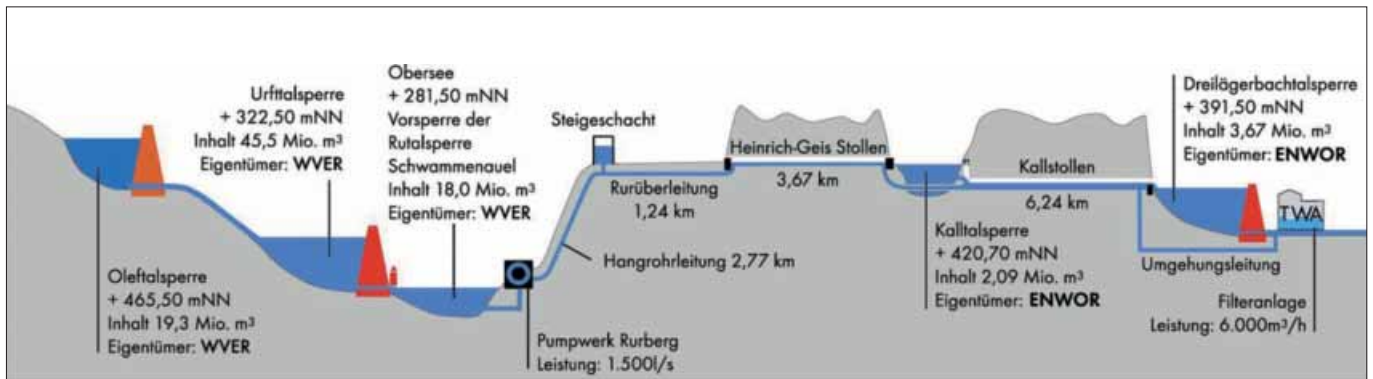 Oleftalsperre
+ 465,50 mNN
Inhalt 19,3 Mio. m³
Eigentümer: WVER
Urfttalsperre
+ 322,50 mNN
Inhalt 45,5 Mio. m³
Eigentümer: WVER
Obersee
+ 281,50 mNN
Vorsperre der
Rutalsperre
Schwammenauel
Inhalt 18,0 Mio. m³
Eigentümer: WVER
Pumpwerk Rurberg
Leistung: 1.500l/s
Steigeschacht
Hangrohrleitung 2,77 km
Rurüberleitung
1,24 km
Heinrich-Geis Stollen
3,67 km
Kalltalsperre
+ 420,70 mNN
Inhalt 2,09 Mio. m³
Eigentümer: ENWOR
Kallstollen
6,24 km
Dreilägerbachtalsperre
+ 391,50 mNN
Inhalt 3,67 Mio. m³
Eigentümer: ENWOR
Umgehungsleitung
TWA
Filteranlage
Leistung: 6.000m³/h